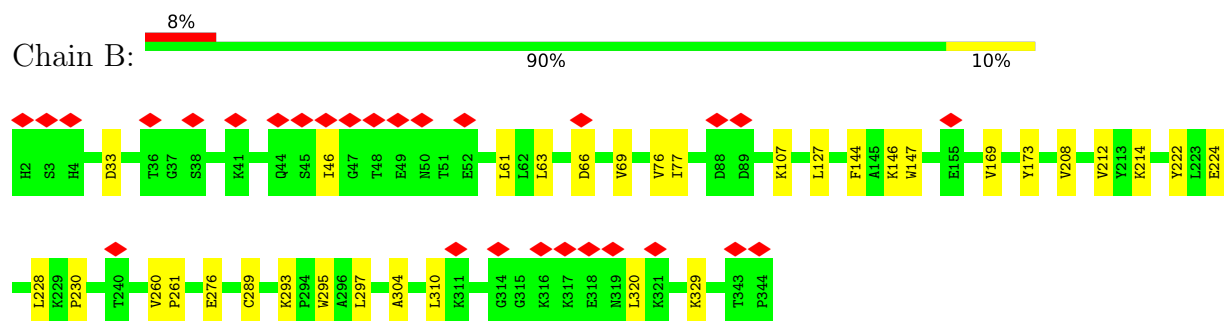 8%
Chain B:
90% 10%
H2 S3 H4 D33 T36 G37 S38 K41 Q44 S45 I46 G47 T48 E49 N50 T51 E52 L61 L62 L63 D66 V69 V76 I77 D88 D89 K107 L127 F144 A145 K146 W147 E155 V169 Y173 V208 V212 Y213 K214 Y222 L223 E224
L228 K229 P230 T240 V260 P261 E276 C289 K293 P294 W295 A296 L297 A304 L310 K311 G314 G315 K316 K317 E318 N319 L320 K321 K329 T343 P344